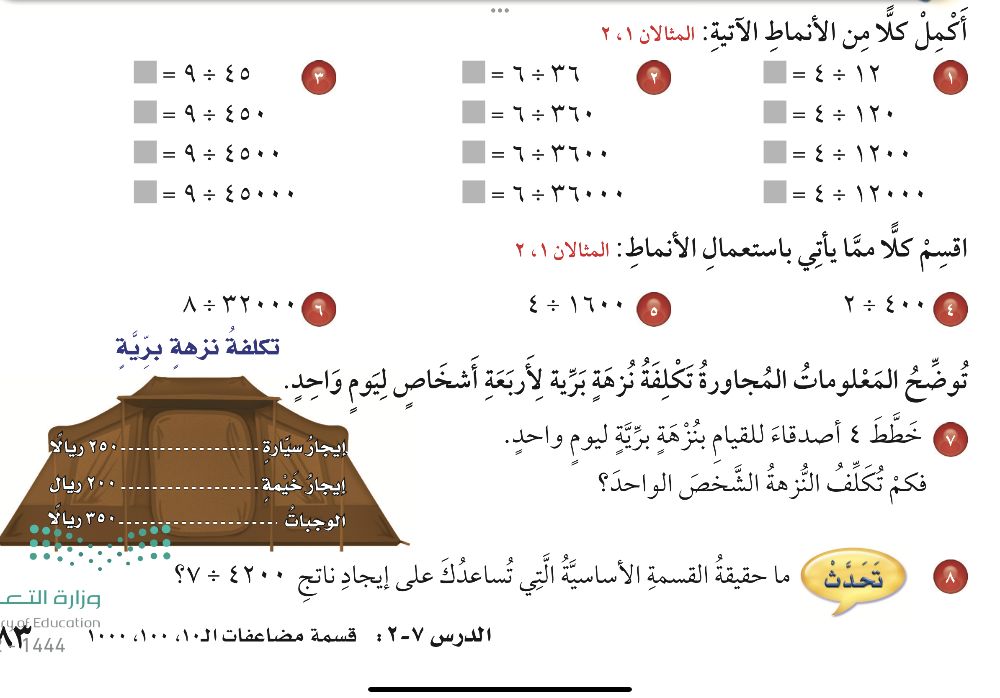 أَكْمِلْ كلًّا مِن الأنماطِ الآتيةِ: المثالان ١، ٢
١ ١٢ ÷ ٤ =
١٢٠ ÷ ٤ =
١٢٠٠ ÷ ٤ =
١٢٠٠٠ ÷ ٤ =
٢ ٣٦ ÷ ٦ =
٣٦٠ ÷ ٦ =
٣٦٠٠ ÷ ٦ =
٣٦٠٠٠ ÷ ٦ =
٣ ٤٥ ÷ ٩ =
٤٥٠ ÷ ٩ =
٤٥٠٠ ÷ ٩ =
٤٥٠٠٠ ÷ ٩ =
اقسِمْ كلًّا ممَّا يأتِي باستعمالِ الأنماطِ: المثالان ١، ٢
٤ ٤٠٠ ÷ ٢
٥ ١٦٠٠ ÷ ٤
٦ ٣٢٠٠٠ ÷ ٨
تُوضِّحُ المَعْلوماتُ المُجاورةُ تَكْلِفَةُ نُزهَةٍ بَرِّية لِأَربَعَةِ أَشخَاصٍ لِيَومٍ وَاحِدٍ.
٧ خَطَّطَ ٤ أصدقاءَ للقيامِ بنُزْهَةٍ برِّيَّةٍ ليومٍ واحدٍ.
فكمْ تُكَلِّفُ النُّزهةُ الشَّخصَ الواحدَ؟
تكلفةُ نزهةٍ برِّيَّةٍ
إيجارُ سيَّارةٍ ٢٥٠ ريالًا
إيجارُ خَيْمةٍ ٢٠٠ ريال
الوجباتُ ٣٥٠ ريالًا
٨ تَحَدَّثْ ما حقيقةُ القسمةِ الأساسيَّةُ الَّتِي تُساعدُكَ على إيجادِ ناتجِ ٤٢٠٠ ÷ ٧؟
وزارة التعـ
ry of Education
- 1444
الدرس ٧-٢ : قسمة مضاعفات الـ١٠، ١٠٠، ١٠٠٠
٨٣